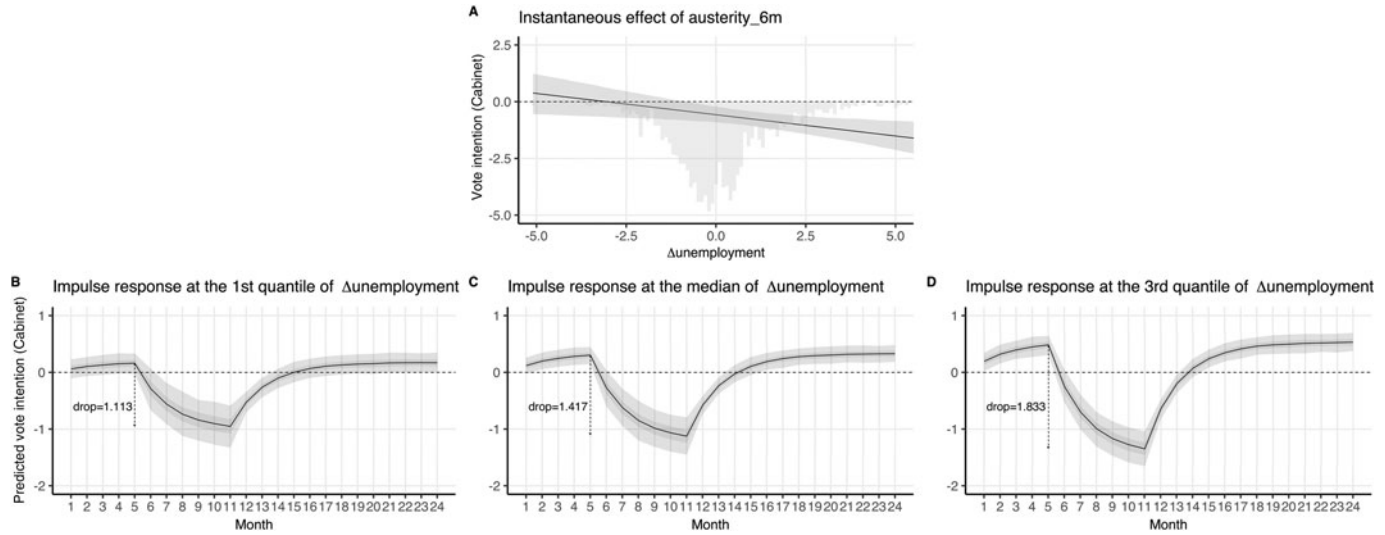 A
Instantaneous effect of austerity_6m
Vote intention (Cabinet)
2.5
0.0
-2.5
-5.0
-5.0 -2.5 0.0 2.5 5.0
Δunemployment
B
Impulse response at the 1st quantile of Δunemployment
Predicted vote intention (Cabinet)
1
0
-1
-2
drop=1.113
1 2 3 4 5 6 7 8 9 10 11 12 13 14 15 16 17 18 19 20 21 22 23 24
Month
C
Impulse response at the median of Δunemployment
1
0
-1
-2
drop=1.417
1 2 3 4 5 6 7 8 9 10 11 12 13 14 15 16 17 18 19 20 21 22 23 24
Month
D
Impulse response at the 3rd quantile of Δunemployment
1
0
-1
-2
drop=1.833
1 2 3 4 5 6 7 8 9 10 11 12 13 14 15 16 17 18 19 20 21 22 23 24
Month